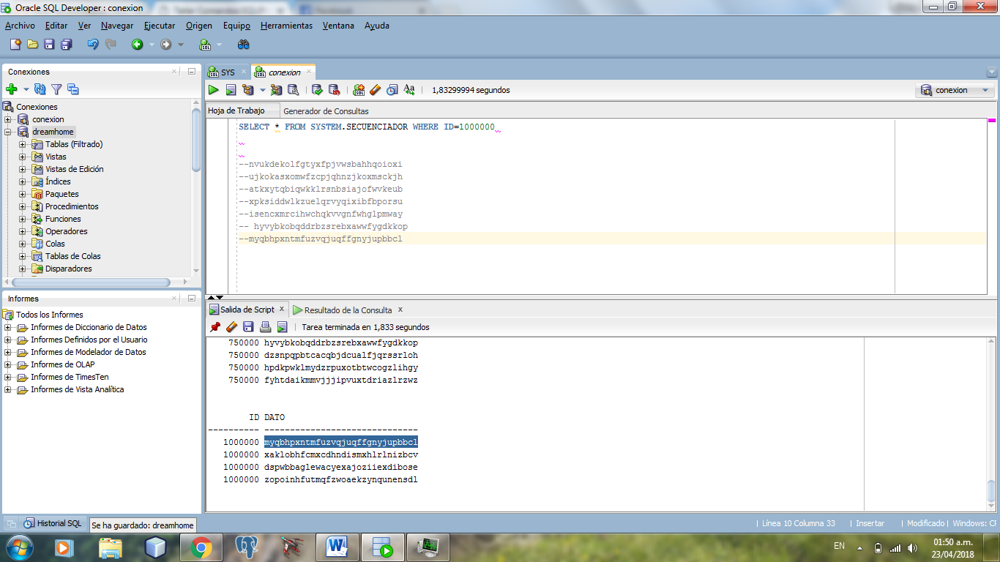 Oracle SQL Developer : conexion
Archivo Editar Ver Navegar Ejecutar Origen Equipo Herramientas Ventana Ayuda
Conexiones
Conexiones
conexion
dreamhome
Tablas (Filtrado)
Vistas
Vistas de Edición
Índices
Paquetes
Procedimientos
Funciones
Operadores
Colas
Tablas de Colas
Disparadores
Informes
Todos los Informes
Informes de Diccionario de Datos
Informes Definidos por el Usuario
Informes de Modelador de Datos
Informes de OLAP
Informes de TimesTen
Informes de Vista Analítica
SYS conexion
1,83299994 segundos
conexion
Hoja de Trabajo Generador de Consultas
SELECT * FROM SYSTEM.SECUENCIADOR WHERE ID=1000000
--nvukdekolfgtyxfpjvwsbahhqoioxi
--ujkokasxomwfzcpjqhnzjkoxmsckjh
--atkxytqbiqwkklrsnbsiajofwvkeub
--xpksiddwlkzuelqrvyqixibfbporsu
--isencxmrcihwchqkvvgnfwhglpmway
-- hyvybkobqddrbzsrebxawwfygdkkop
--myqbhpxntmfuzvqjuqffgnyjupbbcl
Salida de Script Resultado de la Consulta
Tarea terminada en 1,833 segundos
750000 hyvybkobqddrbzsrebxawwfygdkkop
750000 dzsnpqpbtcacqbjdcualfjqrssrloh
750000 hpdkpwklmydzrpuxotbtwcogzlihgy
750000 fyhtdaikmmvjjjipvuxtdriazlrzwz
ID DATO
---------- ------------------------------
1000000 myqbhpxntmfuzvqjuqffgnyjupbbcl
1000000 xaklobhfcmxcdhndismxhlrlnizbcv
1000000 dspwbbaglewacyexajoziiexdibose
1000000 zopoinhfutmqfzwoaekzynqunensdl
Historial SQL Se ha guardado: dreamhome
Línea 10 Columna 33 | Insertar | Modificado | Windows: CF
EN
01:50 a.m.
23/04/2018